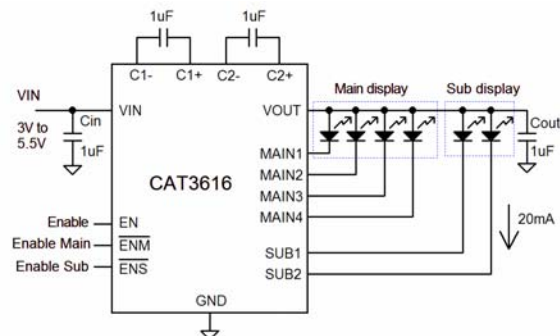 1uF 1uF
C1- C1+ C2- C2+
Main display Sub display
VIN
VIN VOUT
Cin Cout
3V to
5.5V
1uF 1uF
MAIN1
MAIN2
CAT3616
MAIN3
MAIN4
Enable EN 20mA
Enable Main ENM
SUB1
Enable Sub ENS
SUB2
GND